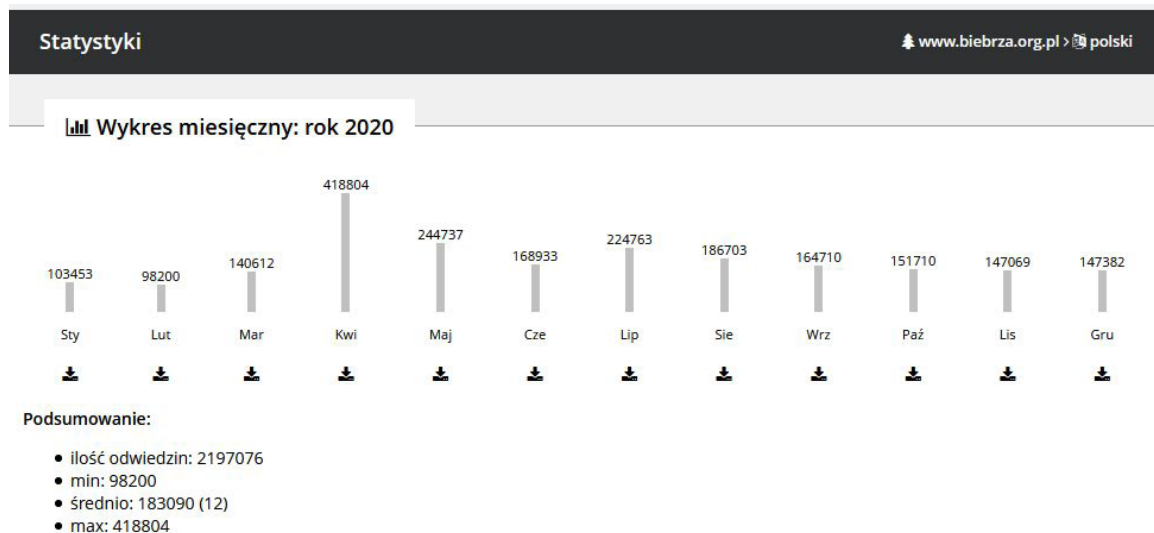 Statystyki
www.biebrza.org.pl > polski
Wykres miesięczny: rok 2020
103453 98200 140612 418804 244737 168933 224763 186703 164710 151710 147069 147382
Sty Lut Mar Kwi Maj Cze Lip Sie Wrz Paź Lis Gru
Podsumowanie:
ilość odwiedzin: 2197076
min: 98200
średnio: 183090 (12)
max: 418804